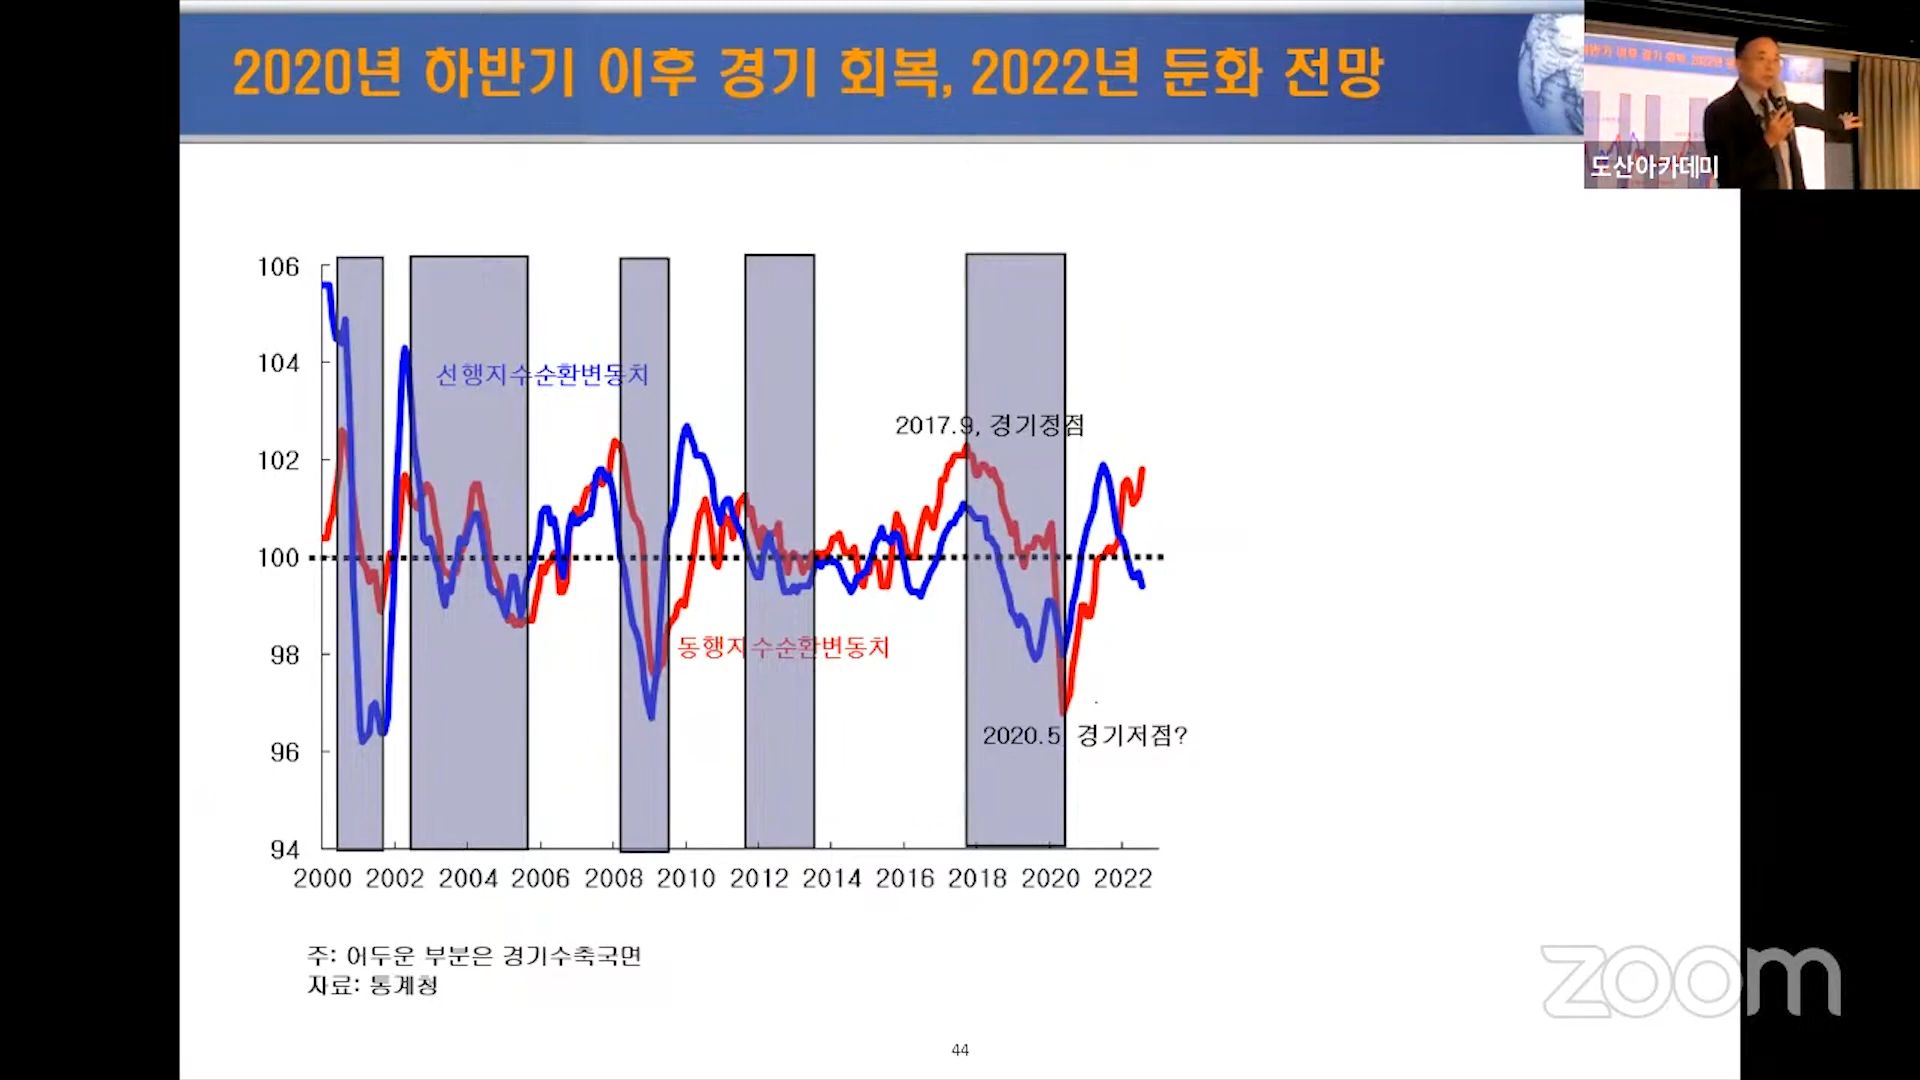 2020년 하반기 이후 경기 회복, 2022년 둔화 전망
도산아카데미
106
104
102
100
98
96
94
선행지수순환변동치
2017.9, 경기정점
동행지수순환변동치
2020.5 경기저점?
2000 2002 2004 2006 2008 2010 2012 2014 2016 2018 2020 2022
주: 어두운 부분은 경기수축국면
자료: 통계청
zoom
44